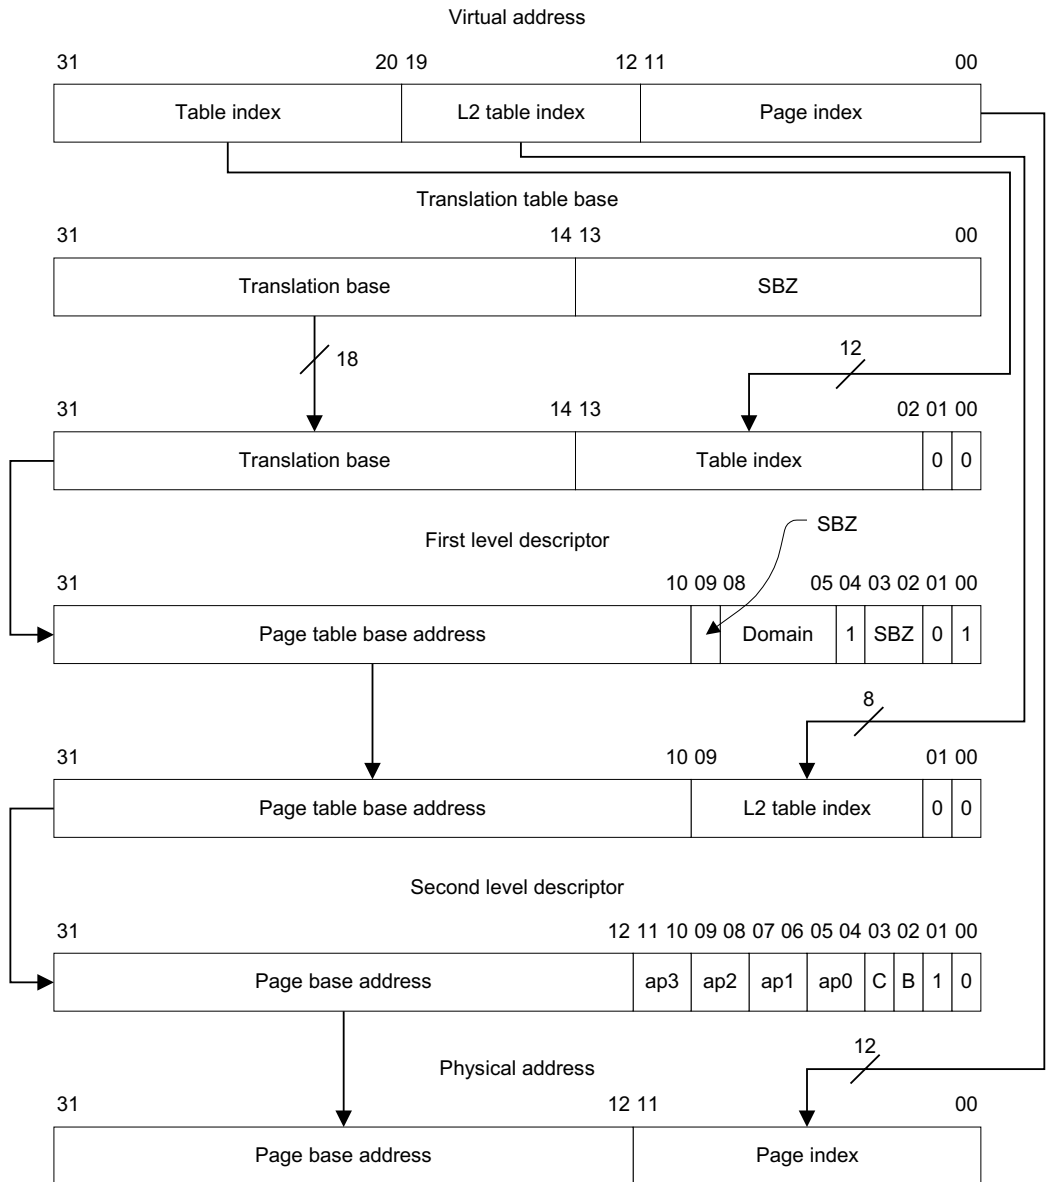 Virtual address
31 20 19 12 11 00
Table index L2 table index Page index
Translation table base
31 14 13 00
Translation base SBZ
18 12
31 14 13 02 01 00
Translation base Table index 0 0
SBZ
First level descriptor
31 10 09 08 05 04 03 02 01 00
Page table base address Domain 1 SBZ 0 1
8
31 10 09 01 00
Page table base address L2 table index 0 0
Second level descriptor
31 12 11 10 09 08 07 06 05 04 03 02 01 00
Page base address ap3 ap2 ap1 ap0 C B 1 0
12
Physical address
31 12 11 00
Page base address Page index